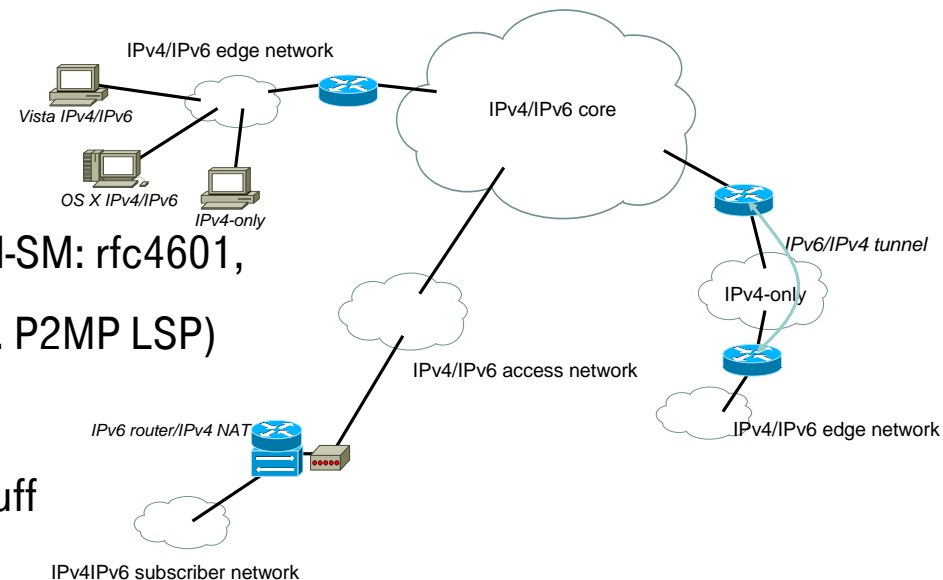 IPv4/IPv6 edge network
IPv4/IPv6 core
Vista IPv4/IPv6
OS X IPv4/IPv6
IPv4-only
-SM: rfc4601,
IPv6/IPv4 tunnel
IPv4-only
P2MP LSP)
IPv4/IPv6 access network
IPv6 router/IPv4 NAT
IPv4/IPv6 edge network
IPv4IPv6 subscriber network